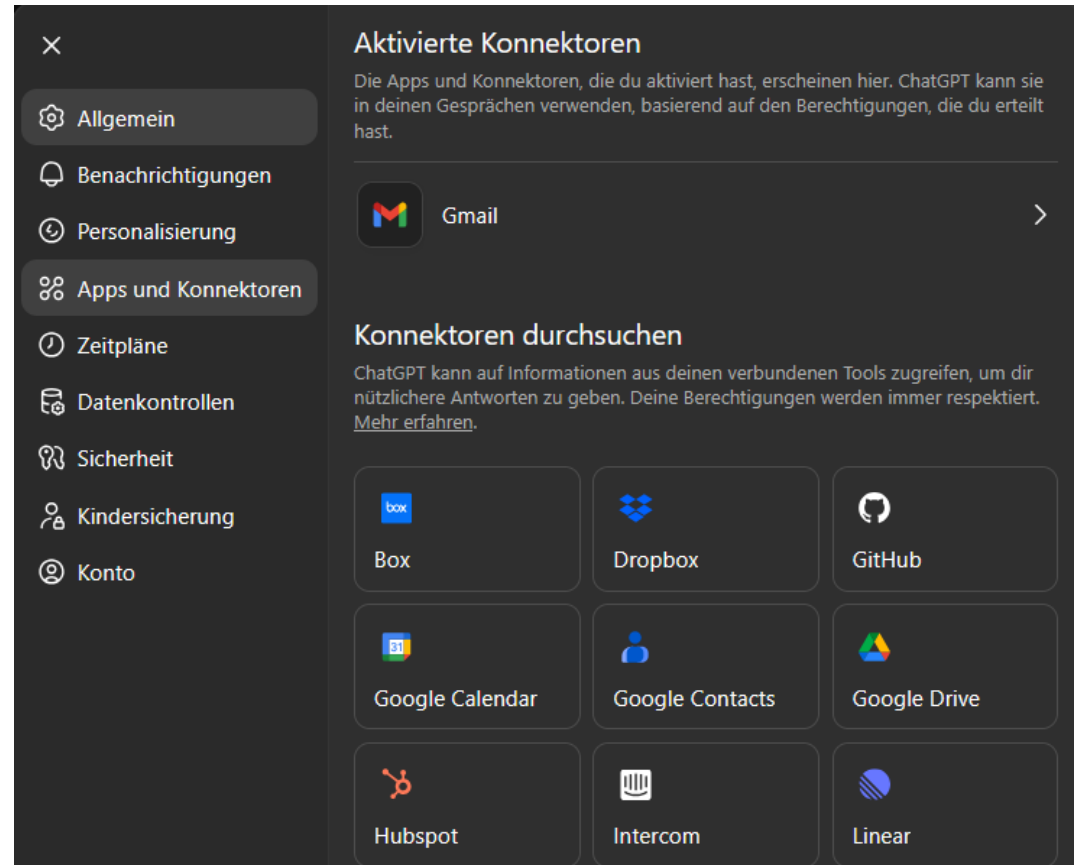 Allgemein
Benachrichtigungen
Personalisierung
Apps und Konnektoren
Zeitpläne
Datenkontrollen
Sicherheit
Kindersicherung
Konto
Aktivierte Konnektoren
Die Apps und Konnektoren, die du aktiviert hast, erscheinen hier. ChatGPT kann sie
in deinen Gesprächen verwenden, basierend auf den Berechtigungen, die du erteilt
hast.
Gmail
Konnektoren durchsuchen
ChatGPT kann auf Informationen aus deinen verbundenen Tools zugreifen, um dir
nützlichere Antworten zu geben. Deine Berechtigungen werden immer respektiert.
Mehr erfahren.
box
Box
Dropbox
GitHub
31
Google Calendar
Google Contacts
Google Drive
Hubspot
Intercom
Linear